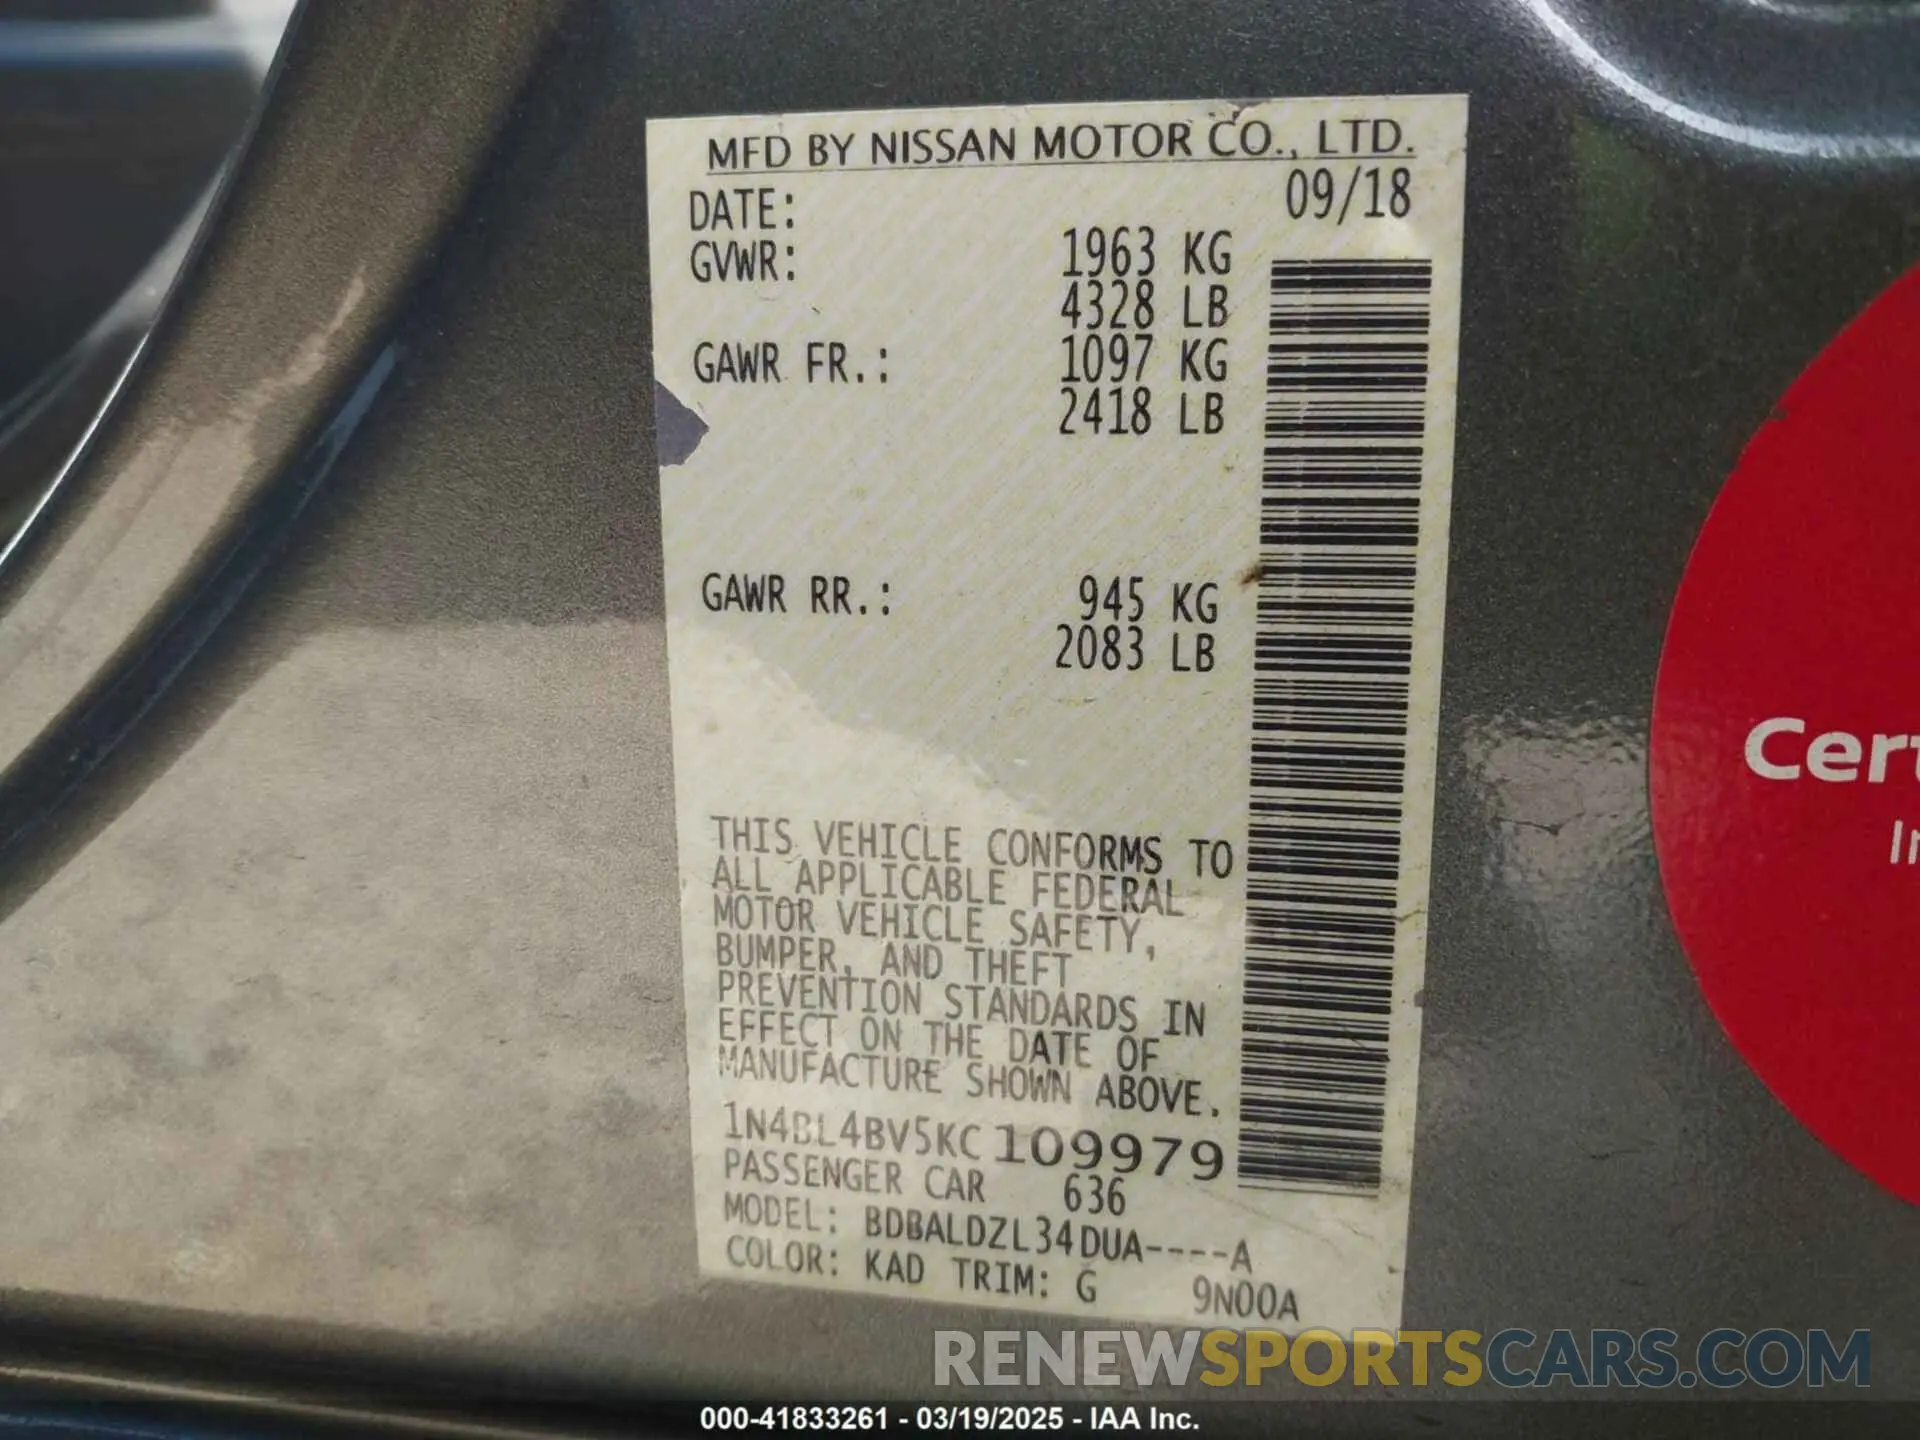 MFD BY NISSAN MOTOR CO., LTD.
DATE: 09/18
GVWR: 1963 KG
4328 LB
GAWR FR.: 1097 KG
2418 LB
GAWR RR.: 945 KG
2083 LB
THIS VEHICLE CONFORMS TO
ALL APPLICABLE FEDERAL
MOTOR VEHICLE SAFETY,
BUMPER, AND THEFT
PREVENTION STANDARDS IN
EFFECT ON THE DATE OF
MANUFACTURE SHOWN ABOVE.
1N4BL4BV5KC109979
PASSENGER CAR 636
MODEL: BDBALDZL34DUA----A
COLOR: KAD TRIM: G 9N00A
Cert
In
RENEWSPORTSCARS.COM
000-41833261 - 03/19/2025 - IAA Inc.